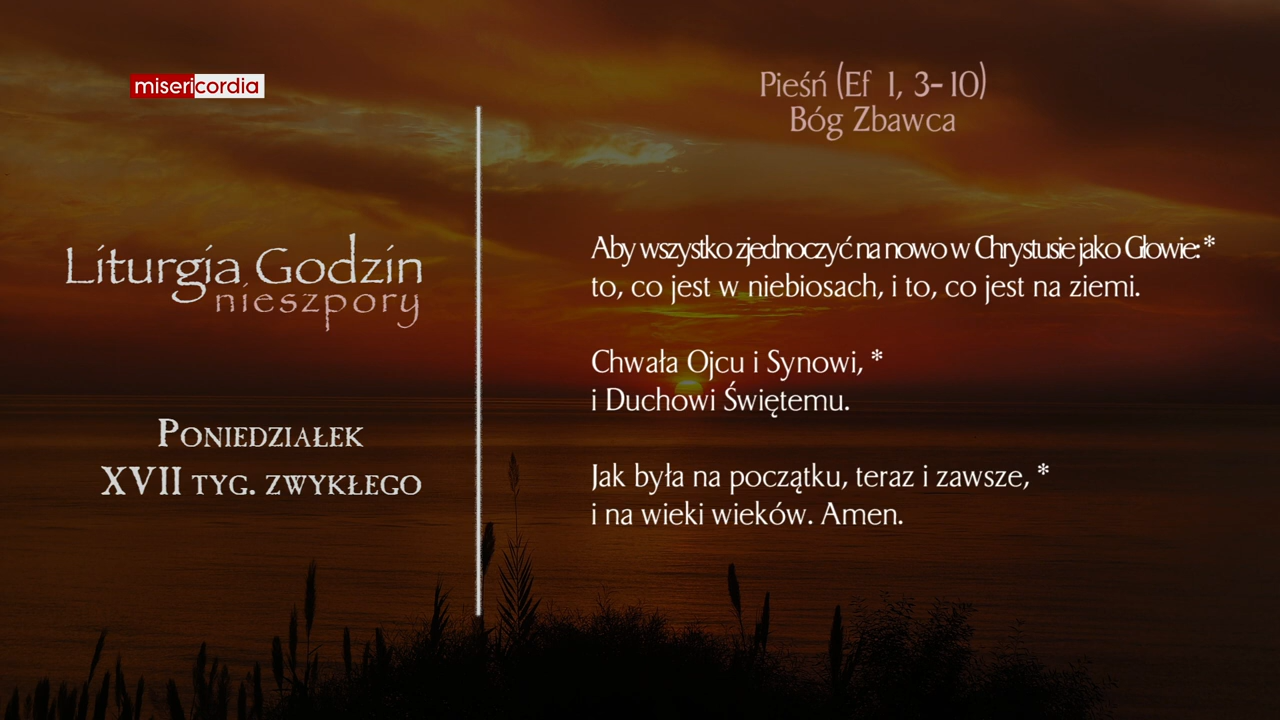 misericordia
Liturgia Godzin
nieszpory
Poniedziałek
XVII tyg. zwykłego
Pieśń (Ef 1, 3-10)
Bóg Zbawca
Aby wszystko zjednoczyć na nowo w Chrystusie jako Głowie: *
to, co jest w niebiosach, i to, co jest na ziemi.
Chwała Ojcu i Synowi, *
i Duchowi Świętemu.
Jak była na początku, teraz i zawsze, *
i na wieki wieków. Amen.